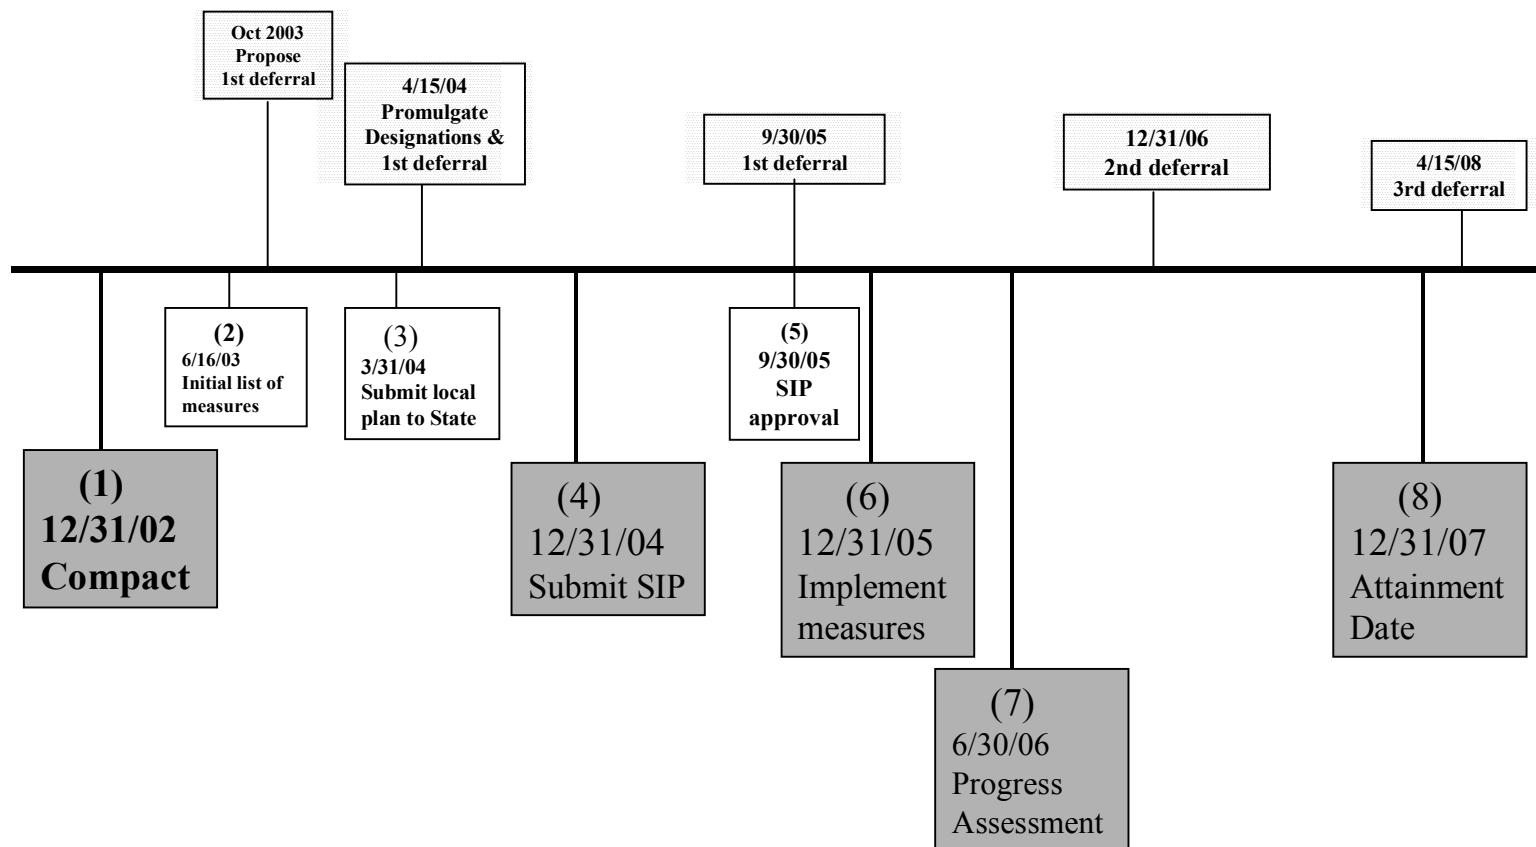 Oct 2003
Propose
1st deferral
4/15/04
Promulgate
Designations &
1st deferral
9/30/05
1st deferral
12/31/06
2nd deferral
4/15/08
3rd deferral
(2)
6/16/03
Initial list of
measures
(3)
3/31/04
Submit local
plan to State
(5)
9/30/05
SIP
approval
(1)
12/31/02
Compact
(4)
12/31/04
Submit SIP
(6)
12/31/05
Implement
measures
(8)
12/31/07
Attainment
Date
(7)
6/30/06
Progress
Assessment